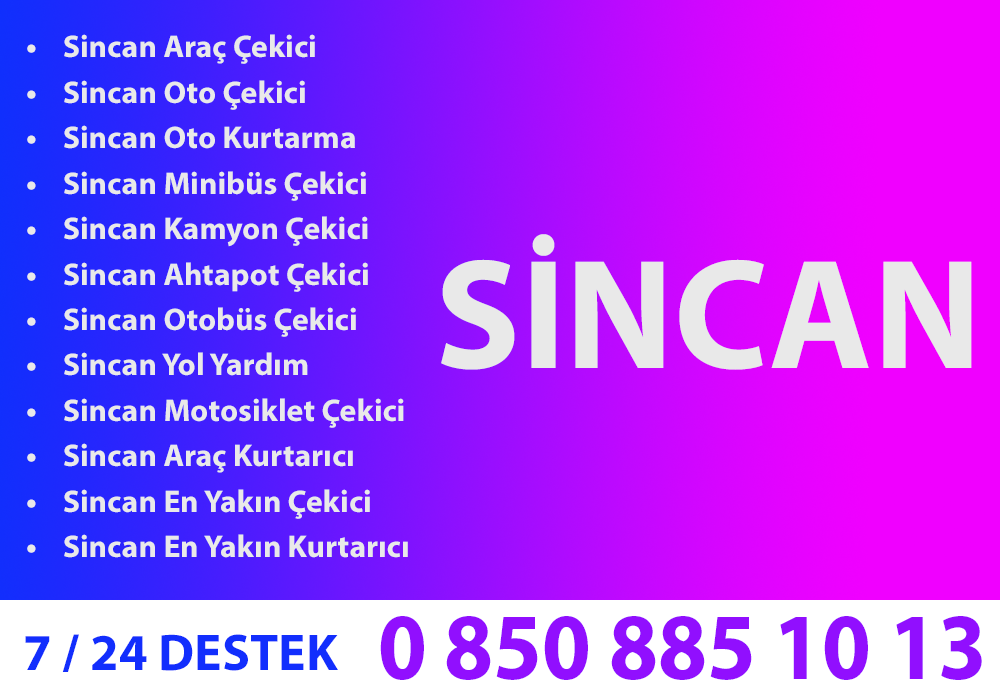 • Sincan Araç Çekici
• Sincan Oto Çekici
• Sincan Oto Kurtarma
• Sincan Minibüs Çekici
• Sincan Kamyon Çekici
• Sincan Ahtapot Çekici
• Sincan Otobüs Çekici
• Sincan Yol Yardım
• Sincan Motosiklet Çekici
• Sincan Araç Kurtarıcı
• Sincan En Yakın Çekici
• Sincan En Yakın Kurtarıcı
SİNCAN
7 / 24 DESTEK 0 850 885 10 13